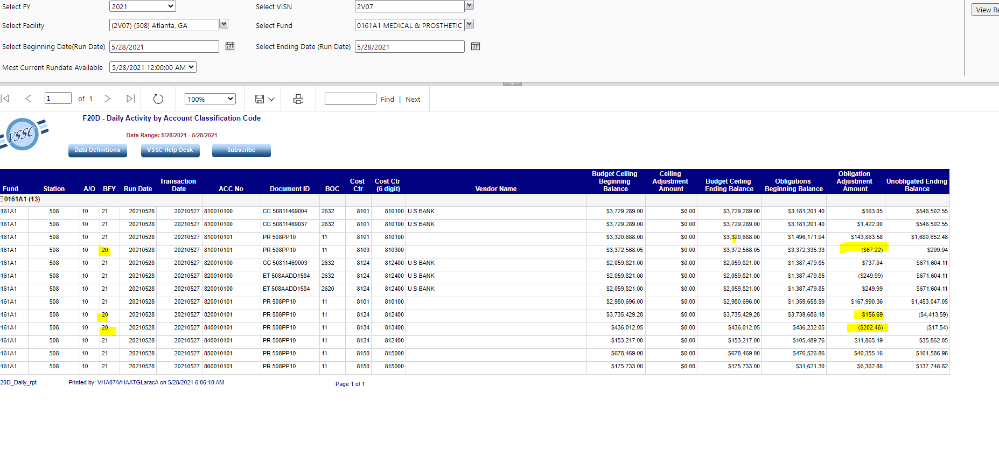 Select FY 2021 Select VISN 2V07
View Re
Select Facility (2V07) (508) Atlanta, GA Select Fund 0161A1 MEDICAL & PROSTHETIC
Select Beginning Date(Run Date) 5/28/2021 Select Ending Date (Run Date) 5/28/2021
Most Current Rundate Available 5/28/2021 12:00:00 AM
1 of 1 100% Find | Next
F20D - Daily Activity by Account Classification Code
VSSC
Date Range: 5/28/2021 - 5/28/2021
Data Definitions VSSC Help Desk Subscribe
Fund Station A/O BFY Run Date Transaction Date ACC No Document ID BOC Cost Ctr Cost Ctr (6 digit) Vendor Name Budget Ceiling Beginning Balance Ceiling Adjustment Amount Budget Ceiling Ending Balance Obligations Beginning Balance Obligation Adjustment Amount Unobligated Ending Balance
0161A1 (13)
161A1 508 10 21 20210528 20210527 810010100 CC 50811469004 2632 8101 810100 U S BANK $3,729,289.00 $0.00 $3,729,289.00 $3,181,201.40 $163.05 $546,502.55
161A1 508 10 21 20210528 20210527 810010100 CC 50811469037 2632 8101 810100 U S BANK $3,729,289.00 $0.00 $3,729,289.00 $3,181,201.40 $1,422.00 $546,502.55
161A1 508 10 21 20210528 20210527 810010101 PR 508PP10 11 8101 810100 $3,320,688.00 $0.00 $3,320,688.00 $1,496,171.94 $143,863.58 $1,680,652.48
161A1 508 10 20 20210528 20210527 810010101 PR 508PP10 11 8103 810300 $3,372,568.05 $0.00 $3,372,568.05 $3,372,335.33 ($67.22) $299.94
161A1 508 10 21 20210528 20210527 820010100 CC 50811469003 2632 8124 812400 U S BANK $2,059,821.00 $0.00 $2,059,821.00 $1,387,479.85 $737.04 $671,604.11
161A1 508 10 21 20210528 20210527 820010100 ET 508AADD1584 2632 8124 812400 U S BANK $2,059,821.00 $0.00 $2,059,821.00 $1,387,479.85 ($249.99) $671,604.11
161A1 508 10 21 20210528 20210527 820010100 ET 508AADD1584 2620 8124 812400 U S BANK $2,059,821.00 $0.00 $2,059,821.00 $1,387,479.85 $249.99 $671,604.11
161A1 508 10 21 20210528 20210527 820010101 PR 508PP10 11 8101 810100 $2,980,696.00 $0.00 $2,980,696.00 $1,359,658.59 $167,990.36 $1,453,047.05
161A1 508 10 20 20210528 20210527 820010101 PR 508PP10 11 8124 812400 $3,735,429.28 $0.00 $3,735,429.28 $3,739,686.18 $156.69 ($4,413.59)
161A1 508 10 20 20210528 20210527 840010101 PR 508PP10 11 8134 813400 $436,012.05 $0.00 $436,012.05 $436,232.05 ($202.46) ($17.54)
161A1 508 10 21 20210528 20210527 840010101 PR 508PP10 11 8124 812400 $153,217.00 $0.00 $153,217.00 $105,489.76 $11,865.19 $35,862.05
161A1 508 10 21 20210528 20210527 850010101 PR 508PP10 11 8150 815000 $678,469.00 $0.00 $678,469.00 $476,526.86 $40,355.16 $161,586.98
161A1 508 10 21 20210528 20210527 860010101 PR 508PP10 11 8150 815000 $175,733.00 $0.00 $175,733.00 $31,621.30 $6,362.88 $137,748.82
20D_Daily_rpt Printed by: VHA07\VHAATGLaracA on 5/28/2021 6:06:10 AM Page 1 of 1